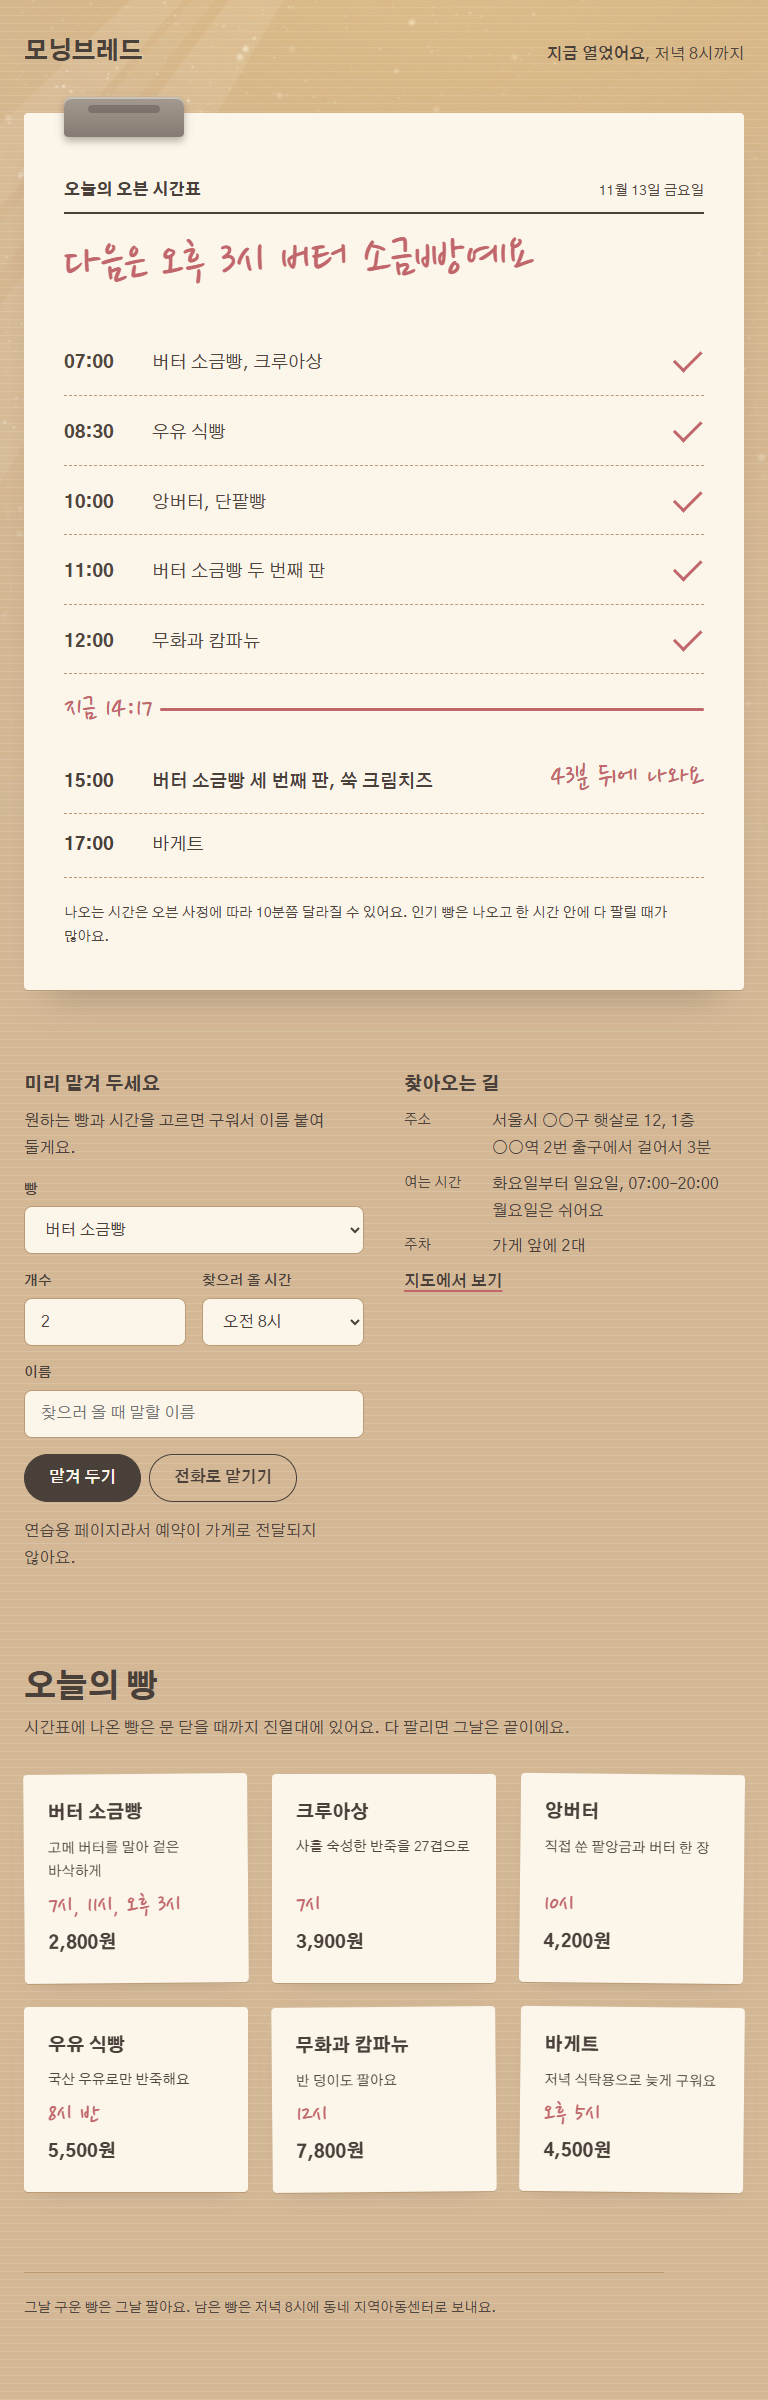 모닝브레드
지금 열었어요, 저녁 8시까지
오늘의 오븐 시간표
11월 13일 금요일
다음은 오후 3시 버터 소금빵예요
07:00 버터 소금빵, 크루아상
08:30 우유 식빵
10:00 앙버터, 단팥빵
11:00 버터 소금빵 두 번째 판
12:00 무화과 캄파뉴
지금 14:17
15:00 버터 소금빵 세 번째 판, 쑥 크림치즈 43분 뒤에 나와요
17:00 바게트
나오는 시간은 오븐 사정에 따라 10분쯤 달라질 수 있어요. 인기 빵은 나오고 한 시간 안에 다 팔릴 때가
많아요.
미리 맡겨 두세요
원하는 빵과 시간을 고르면 구워서 이름 붙여
둘게요.
빵
버터 소금빵
개수
찾으러 올 시간
2
오전 8시
이름
찾으러 올 때 말할 이름
맡겨 두기
전화로 맡기기
연습용 페이지라서 예약이 가게로 전달되지
않아요.
찾아오는 길
주소 서울시 〇〇구 햇살로 12, 1층
〇〇역 2번 출구에서 걸어서 3분
여는 시간 화요일부터 일요일, 07:00–20:00
월요일은 쉬어요
주차 가게 앞에 2대
지도에서 보기
오늘의 빵
시간표에 나온 빵은 문 닫을 때까지 진열대에 있어요. 다 팔리면 그날은 끝이에요.
버터 소금빵
고메 버터를 말아 겉은
바삭하게
7시, 11시, 오후 3시
2,800원
크루아상
사흘 숙성한 반죽을 27겹으로
7시
3,900원
앙버터
직접 쑨 팥앙금과 버터 한 장
10시
4,200원
우유 식빵
국산 우유로만 반죽해요
8시 반
5,500원
무화과 캄파뉴
반 덩이도 팔아요
12시
7,800원
바게트
저녁 식탁용으로 늦게 구워요
오후 5시
4,500원
그날 구운 빵은 그날 팔아요. 남은 빵은 저녁 8시에 동네 지역아동센터로 보내요.